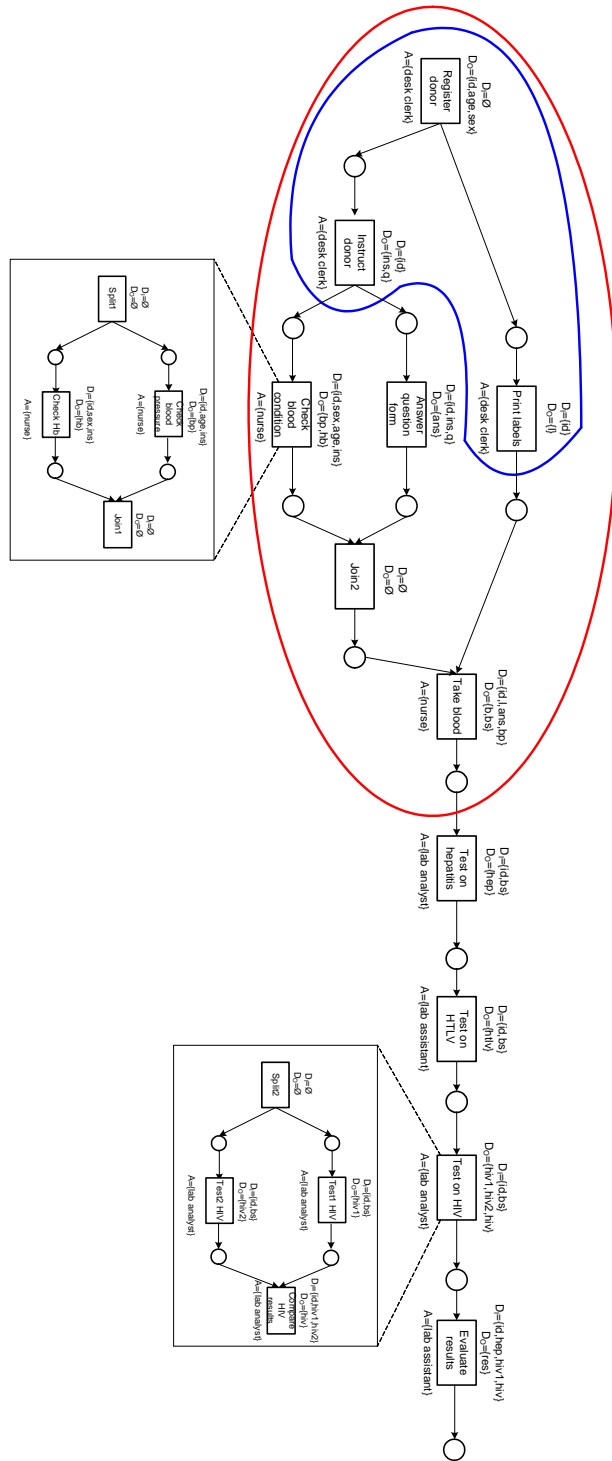 Dᵢ=Ø
Dₒ={id,age,sex}
Register
donor
A={desk clerk}
Dᵢ={id}
Dₒ={l}
Print labels
A={desk clerk}
Dᵢ={id}
Dₒ={ins,q}
Instruct
donor
A={desk clerk}
Dᵢ={id,ins,q}
Dₒ={ans}
Answer
question
form
Dᵢ={id,sex,age,ins}
Dₒ={bp,hb}
Check
blood
condition
A={nurse}
Dᵢ=Ø
Dₒ=Ø
Join2
Dᵢ={id,l,ans,bp}
Dₒ={b,bs}
Take blood
A={nurse}
Dᵢ={id,bs}
Dₒ={hep}
Test on
hepatitis
A={lab analyst}
Dᵢ={id,bs}
Dₒ={htlv}
Test on
HTLV
A={lab assistant}
Dᵢ={id,bs}
Dₒ={hiv1,hiv2,hiv}
Test on HIV
A={lab analyst}
Dᵢ={id,hep,hiv1,hiv}
Dₒ={res}
Evaluate
results
A={lab assistant}
Dᵢ=Ø
Dₒ=Ø
Split1
Dᵢ={id,age,ins}
Dₒ={bp}
Check
blood
pressure
A={nurse}
Dᵢ={id,sex,ins}
Dₒ={hb}
Check Hb
A={nurse}
Dᵢ=Ø
Dₒ=Ø
Join1
Dᵢ=Ø
Dₒ=Ø
Split2
Dᵢ={id,bs}
Dₒ={hiv1}
Test1 HIV
A={lab analyst}
Dᵢ={id,bs}
Dₒ={hiv2}
Test2 HIV
A={lab analyst}
Dᵢ={id,hiv1,hiv2}
Dₒ={hiv}
Compare
HIV
results
A={lab analyst}